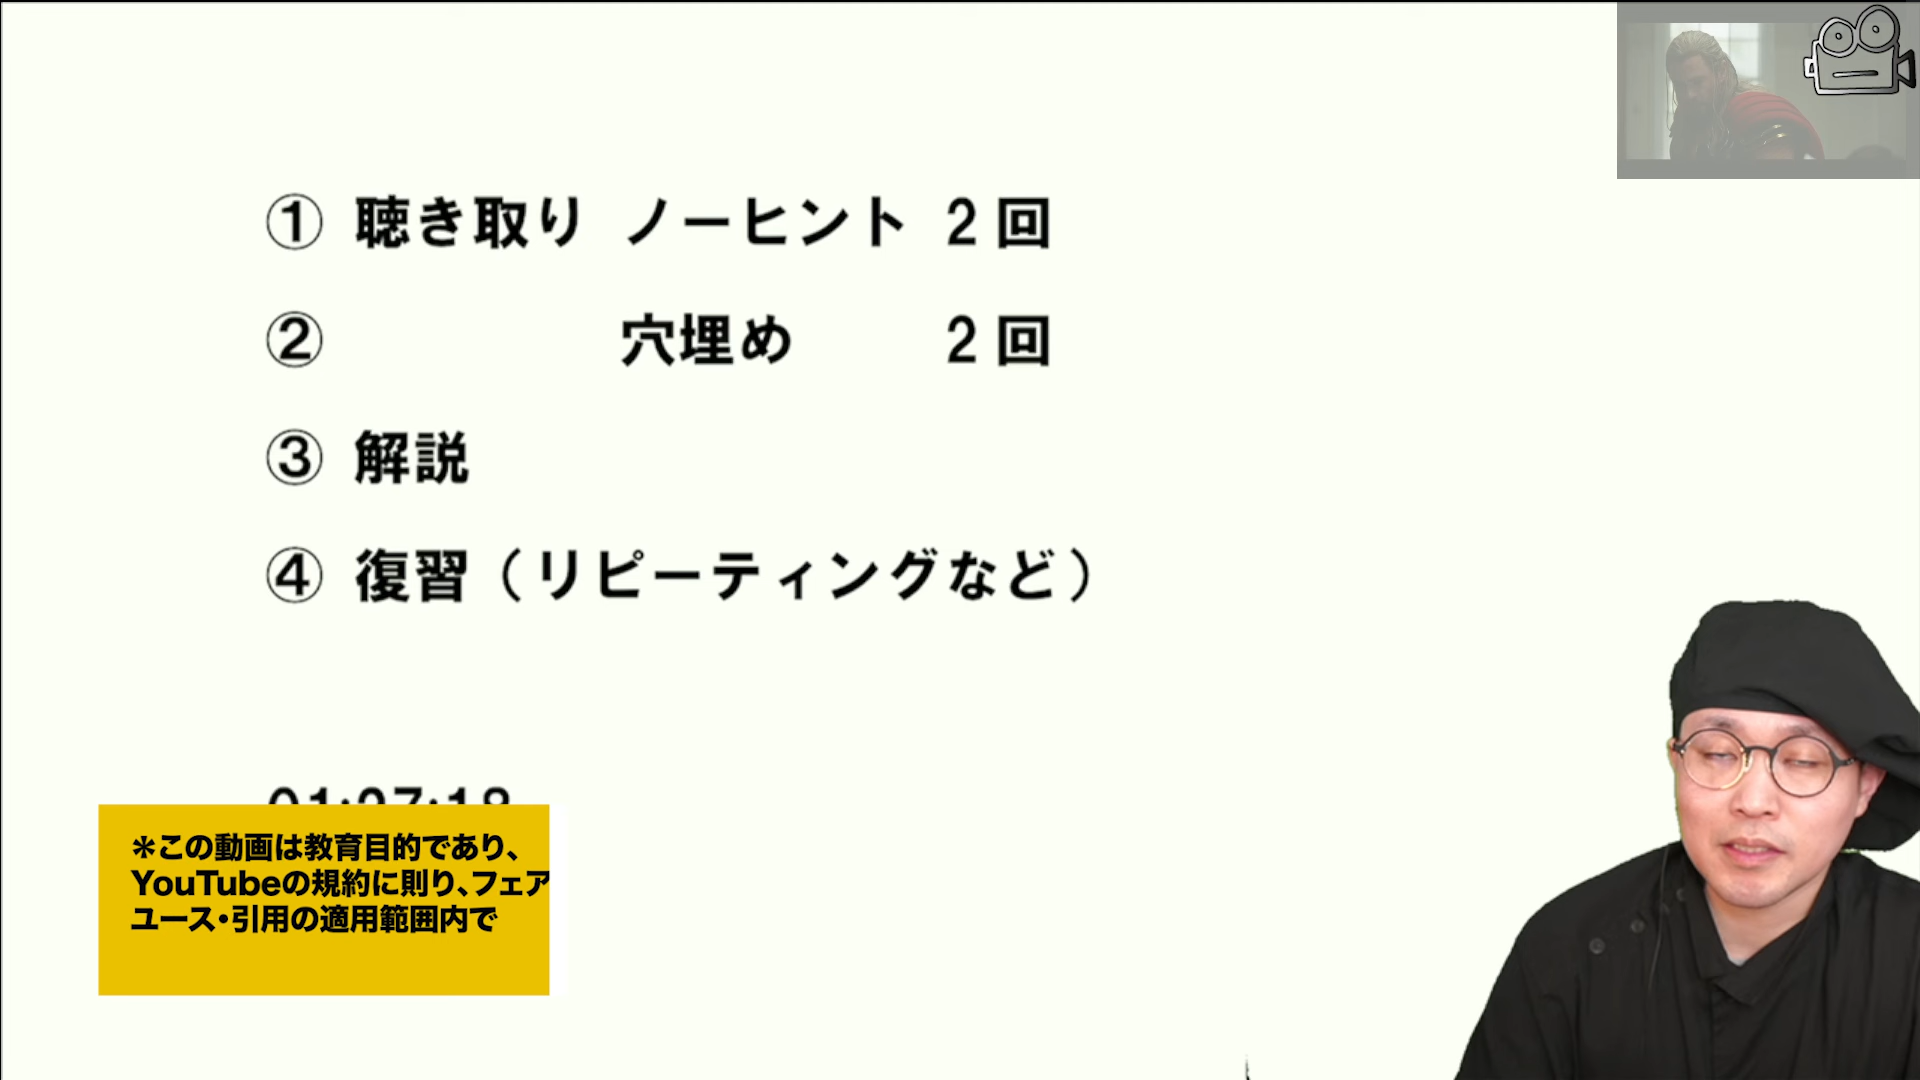 ① 聴き取り ノーヒント 2回
② 穴埋め 2回
③ 解説
④ 復習（リピーティングなど）
＊この動画は教育目的であり、
YouTubeの規約に則り、フェア
ユース・引用の適用範囲内で